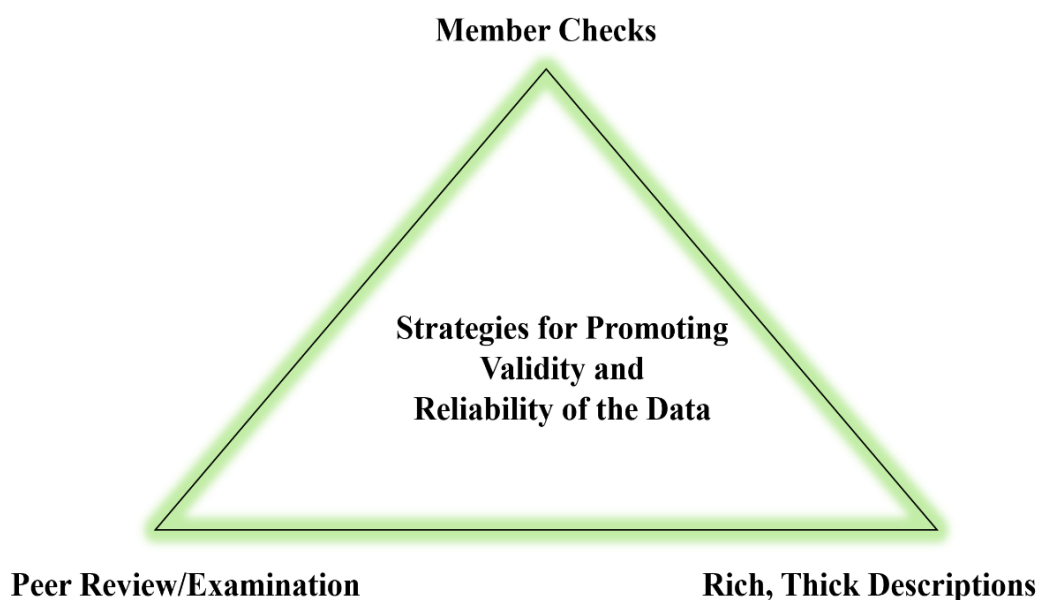 Member Checks
Strategies for Promoting
Validity and
Reliability of the Data
Peer Review/Examination
Rich, Thick Descriptions